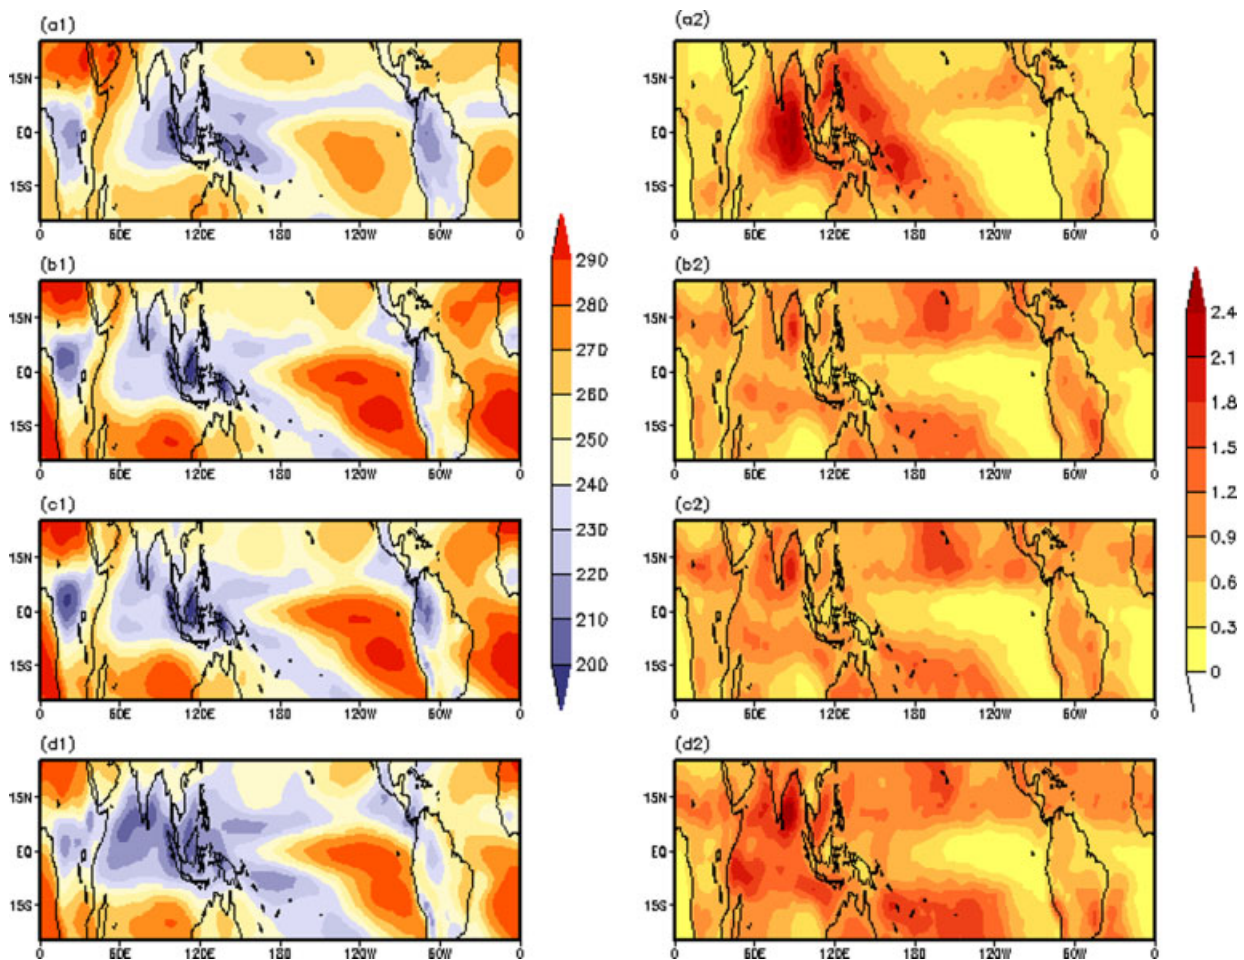 (a1)
15N
EQ
15S
0 60E 120E 180 120W 60W 0
(a2)
15N
EQ
15S
0 60E 120E 180 120W 60W 0
(b1)
15N
EQ
15S
0 60E 120E 180 120W 60W 0
(b2)
15N
EQ
15S
0 60E 120E 180 120W 60W 0
(c1)
15N
EQ
15S
0 60E 120E 180 120W 60W 0
(c2)
15N
EQ
15S
0 60E 120E 180 120W 60W 0
(d1)
15N
EQ
15S
0 60E 120E 180 120W 60W 0
(d2)
15N
EQ
15S
0 60E 120E 180 120W 60W 0
290
280
270
260
250
240
230
220
210
200
2.4
2.1
1.8
1.5
1.2
0.9
0.6
0.3
0